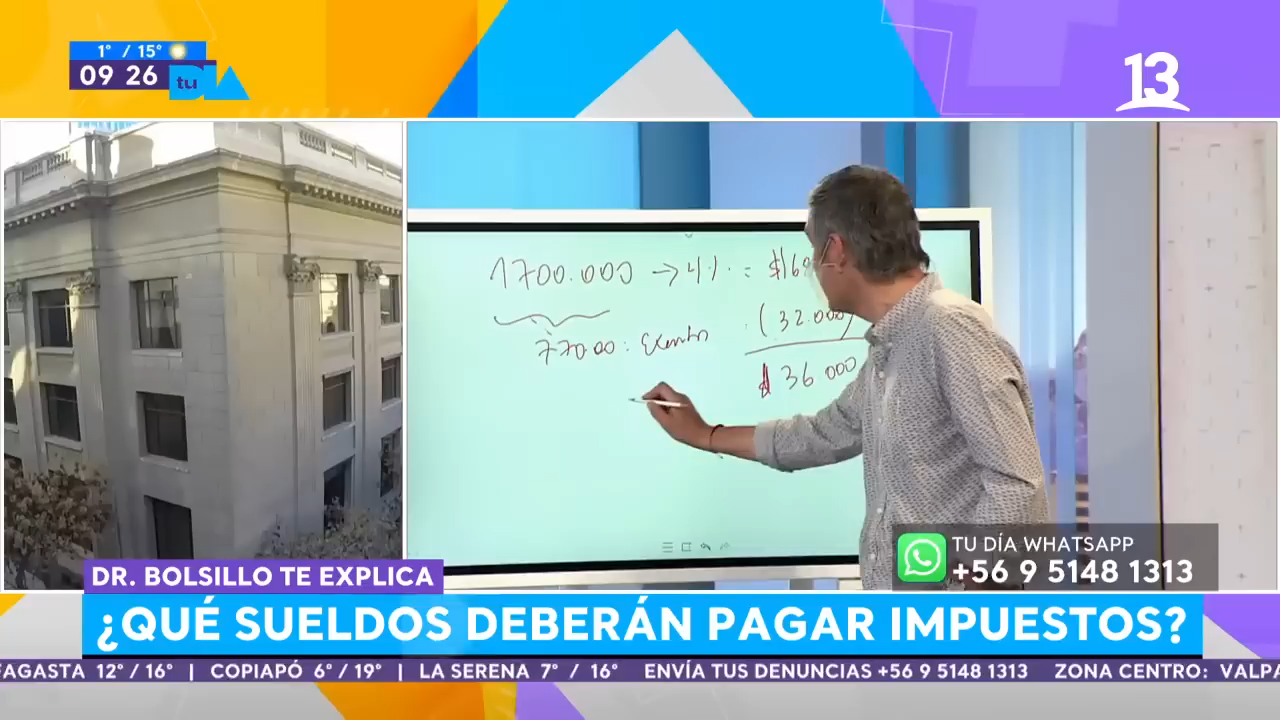 1° / 15°
09 26
tu DÍA
13
1700.000 → 4% = $160
(32.000)
770.00: Exento
$ 36 000
TU DÍA WHATSAPP
+56 9 5148 1313
DR. BOLSILLO TE EXPLICA
¿QUÉ SUELDOS DEBERÁN PAGAR IMPUESTOS?
FAGASTA 12° / 16° | COPIAPÓ 6° / 19° | LA SERENA 7° / 16° ENVÍA TUS DENUNCIAS +56 9 5148 1313 ZONA CENTRO: VALPA